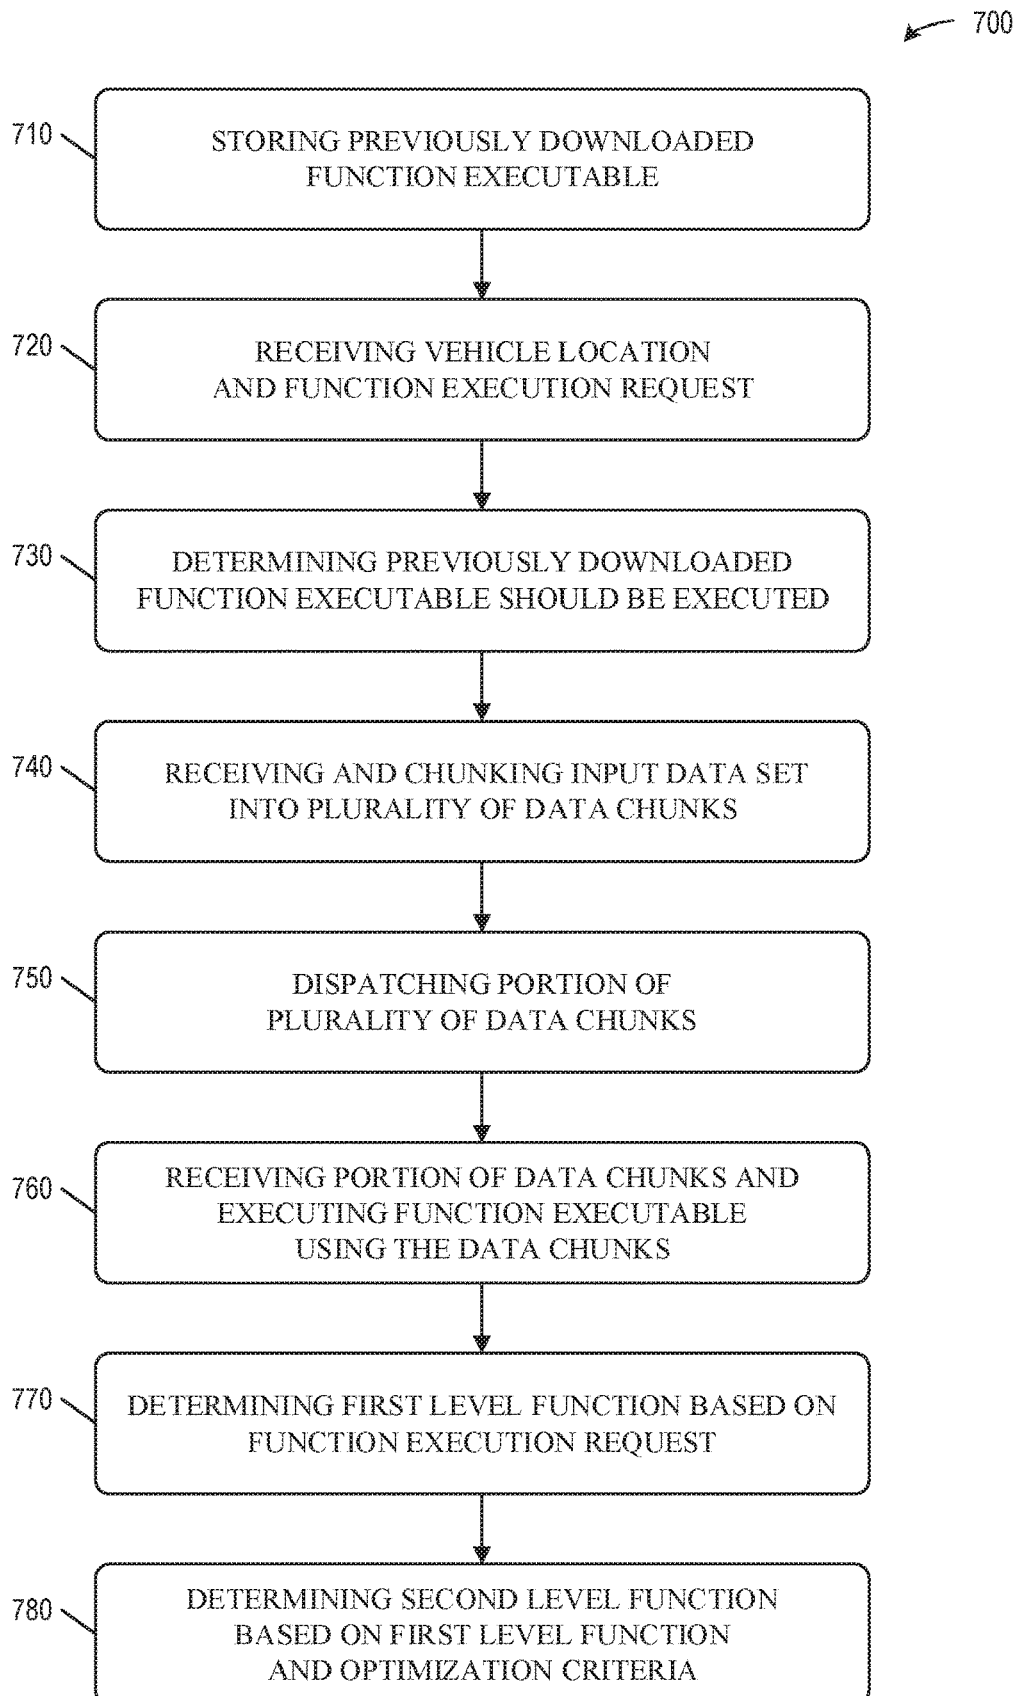 700
710
STORING PREVIOUSLY DOWNLOADED
FUNCTION EXECUTABLE
720
RECEIVING VEHICLE LOCATION
AND FUNCTION EXECUTION REQUEST
730
DETERMINING PREVIOUSLY DOWNLOADED
FUNCTION EXECUTABLE SHOULD BE EXECUTED
740
RECEIVING AND CHUNKING INPUT DATA SET
INTO PLURALITY OF DATA CHUNKS
750
DISPATCHING PORTION OF
PLURALITY OF DATA CHUNKS
760
RECEIVING PORTION OF DATA CHUNKS AND
EXECUTING FUNCTION EXECUTABLE
USING THE DATA CHUNKS
770
DETERMINING FIRST LEVEL FUNCTION BASED ON
FUNCTION EXECUTION REQUEST
780
DETERMINING SECOND LEVEL FUNCTION
BASED ON FIRST LEVEL FUNCTION
AND OPTIMIZATION CRITERIA